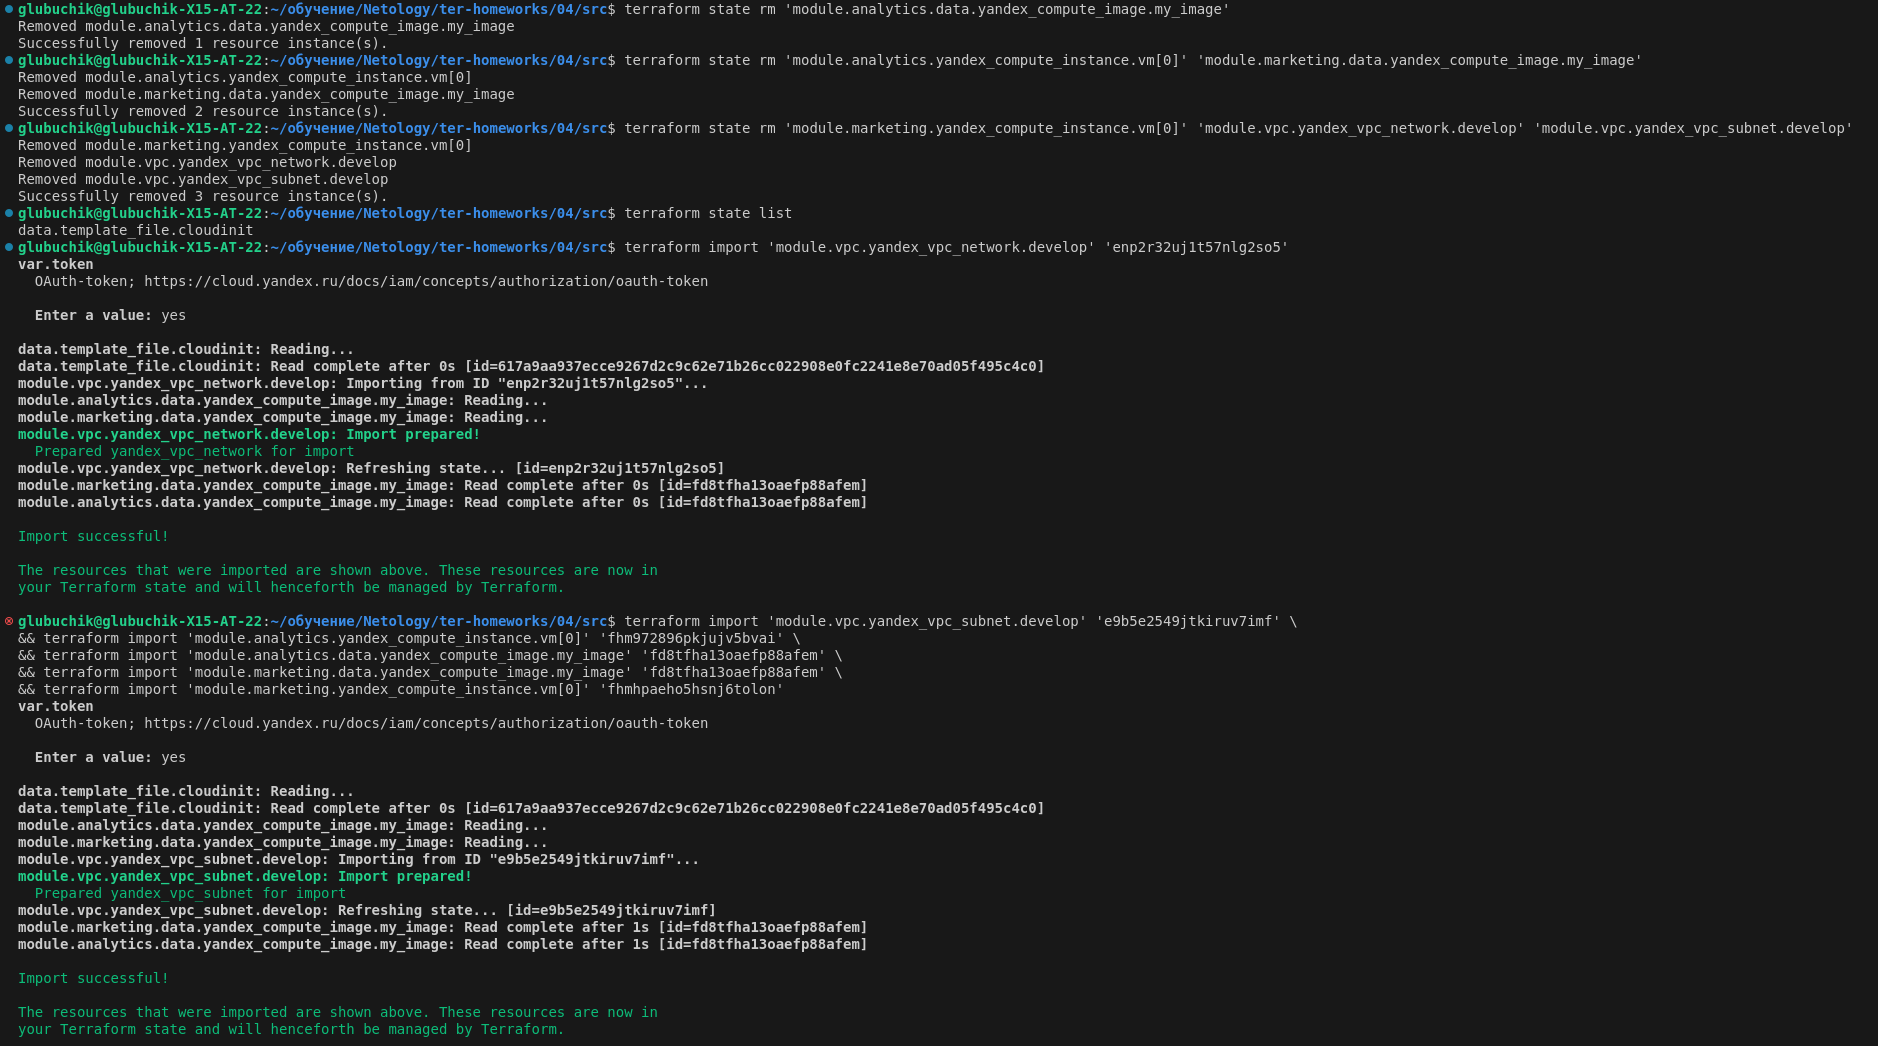 glubuchik@glubuchik-X15-AT-22:~/обучение/Netology/ter-homeworks/04/src$ terraform state rm 'module.analytics.data.yandex_compute_image.my_image'
Removed module.analytics.data.yandex_compute_image.my_image
Successfully removed 1 resource instance(s).
glubuchik@glubuchik-X15-AT-22:~/обучение/Netology/ter-homeworks/04/src$ terraform state rm 'module.analytics.yandex_compute_instance.vm[0]' 'module.marketing.data.yandex_compute_image.my_image'
Removed module.analytics.yandex_compute_instance.vm[0]
Removed module.marketing.data.yandex_compute_image.my_image
Successfully removed 2 resource instance(s).
glubuchik@glubuchik-X15-AT-22:~/обучение/Netology/ter-homeworks/04/src$ terraform state rm 'module.marketing.yandex_compute_instance.vm[0]' 'module.vpc.yandex_vpc_network.develop' 'module.vpc.yandex_vpc_subnet.develop'
Removed module.marketing.yandex_compute_instance.vm[0]
Removed module.vpc.yandex_vpc_network.develop
Removed module.vpc.yandex_vpc_subnet.develop
Successfully removed 3 resource instance(s).
glubuchik@glubuchik-X15-AT-22:~/обучение/Netology/ter-homeworks/04/src$ terraform state list
data.template_file.cloudinit
glubuchik@glubuchik-X15-AT-22:~/обучение/Netology/ter-homeworks/04/src$ terraform import 'module.vpc.yandex_vpc_network.develop' 'enp2r32uj1t57nlg2so5'
var.token
OAuth-token; https://cloud.yandex.ru/docs/iam/concepts/authorization/oauth-token
Enter a value: yes
data.template_file.cloudinit: Reading...
data.template_file.cloudinit: Read complete after 0s [id=617a9aa937ecce9267d2c9c62e71b26cc022908e0fc2241e8e70ad05f495c4c0]
module.vpc.yandex_vpc_network.develop: Importing from ID "enp2r32uj1t57nlg2so5"...
module.analytics.data.yandex_compute_image.my_image: Reading...
module.marketing.data.yandex_compute_image.my_image: Reading...
module.vpc.yandex_vpc_network.develop: Import prepared!
Prepared yandex_vpc_network for import
module.vpc.yandex_vpc_network.develop: Refreshing state... [id=enp2r32uj1t57nlg2so5]
module.marketing.data.yandex_compute_image.my_image: Read complete after 0s [id=fd8tfha13oaefp88afem]
module.analytics.data.yandex_compute_image.my_image: Read complete after 0s [id=fd8tfha13oaefp88afem]
Import successful!
The resources that were imported are shown above. These resources are now in
your Terraform state and will henceforth be managed by Terraform.
glubuchik@glubuchik-X15-AT-22:~/обучение/Netology/ter-homeworks/04/src$ terraform import 'module.vpc.yandex_vpc_subnet.develop' 'e9b5e2549jtkiruv7imf' \
&& terraform import 'module.analytics.yandex_compute_instance.vm[0]' 'fhm972896pkjujv5bvai' \
&& terraform import 'module.analytics.data.yandex_compute_image.my_image' 'fd8tfha13oaefp88afem' \
&& terraform import 'module.marketing.data.yandex_compute_image.my_image' 'fd8tfha13oaefp88afem' \
&& terraform import 'module.marketing.yandex_compute_instance.vm[0]' 'fhmhpaeho5hsnj6tolon'
var.token
OAuth-token; https://cloud.yandex.ru/docs/iam/concepts/authorization/oauth-token
Enter a value: yes
data.template_file.cloudinit: Reading...
data.template_file.cloudinit: Read complete after 0s [id=617a9aa937ecce9267d2c9c62e71b26cc022908e0fc2241e8e70ad05f495c4c0]
module.analytics.data.yandex_compute_image.my_image: Reading...
module.marketing.data.yandex_compute_image.my_image: Reading...
module.vpc.yandex_vpc_subnet.develop: Importing from ID "e9b5e2549jtkiruv7imf"...
module.vpc.yandex_vpc_subnet.develop: Import prepared!
Prepared yandex_vpc_subnet for import
module.vpc.yandex_vpc_subnet.develop: Refreshing state... [id=e9b5e2549jtkiruv7imf]
module.marketing.data.yandex_compute_image.my_image: Read complete after 1s [id=fd8tfha13oaefp88afem]
module.analytics.data.yandex_compute_image.my_image: Read complete after 1s [id=fd8tfha13oaefp88afem]
Import successful!
The resources that were imported are shown above. These resources are now in
your Terraform state and will henceforth be managed by Terraform.